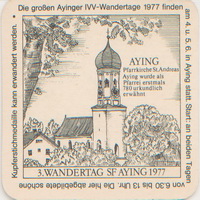 Die großen Ayinger IVV-Wandertage 1977 finden
am 4. u. 5. 6. in Aying statt. Start: an beiden Tagen
von 6.30 bis 13 Uhr. Die hier abgebildete schöne
Kupferstichmedaille kann erwandert werden. •
AYING
Pfarrkirche St. Andreas
Aying wurde als
Pfarrei erstmals
780 urkundlich
erwähnt
3. WANDERTAG SF AYING 1977